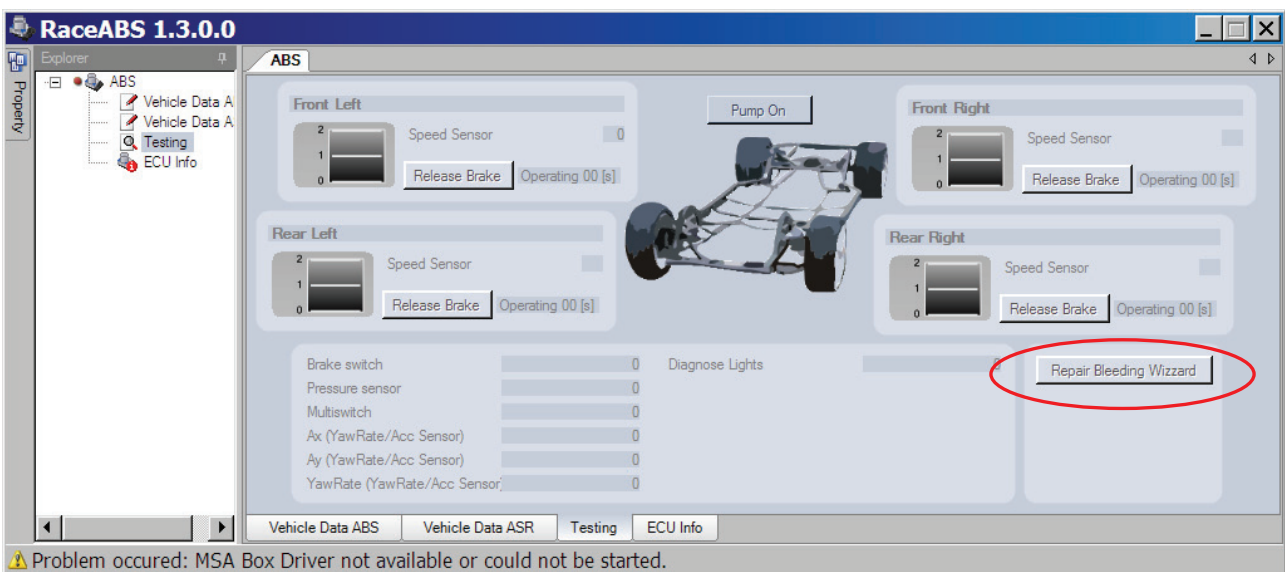 RaceABS 1.3.0.0
Property
Explorer
ABS
Vehicle Data A
Vehicle Data A
Testing
ECU Info
ABS
Front Left
2
1
0
Speed Sensor 0
Release Brake Operating 00 [s]
Pump On
Front Right
2
1
0
Speed Sensor
Release Brake Operating 00 [s]
Rear Left
2
1
0
Speed Sensor
Release Brake Operating 00 [s]
Rear Right
2
1
0
Speed Sensor
Release Brake Operating 00 [s]
Brake switch 0
Pressure sensor 0
Multiswitch 0
Ax (YawRate/Acc Sensor) 0
Ay (YawRate/Acc Sensor) 0
YawRate (YawRate/Acc Sensor) 0
Diagnose Lights 0
Repair Bleeding Wizzard
Vehicle Data ABS Vehicle Data ASR Testing ECU Info
Problem occured: MSA Box Driver not available or could not be started.